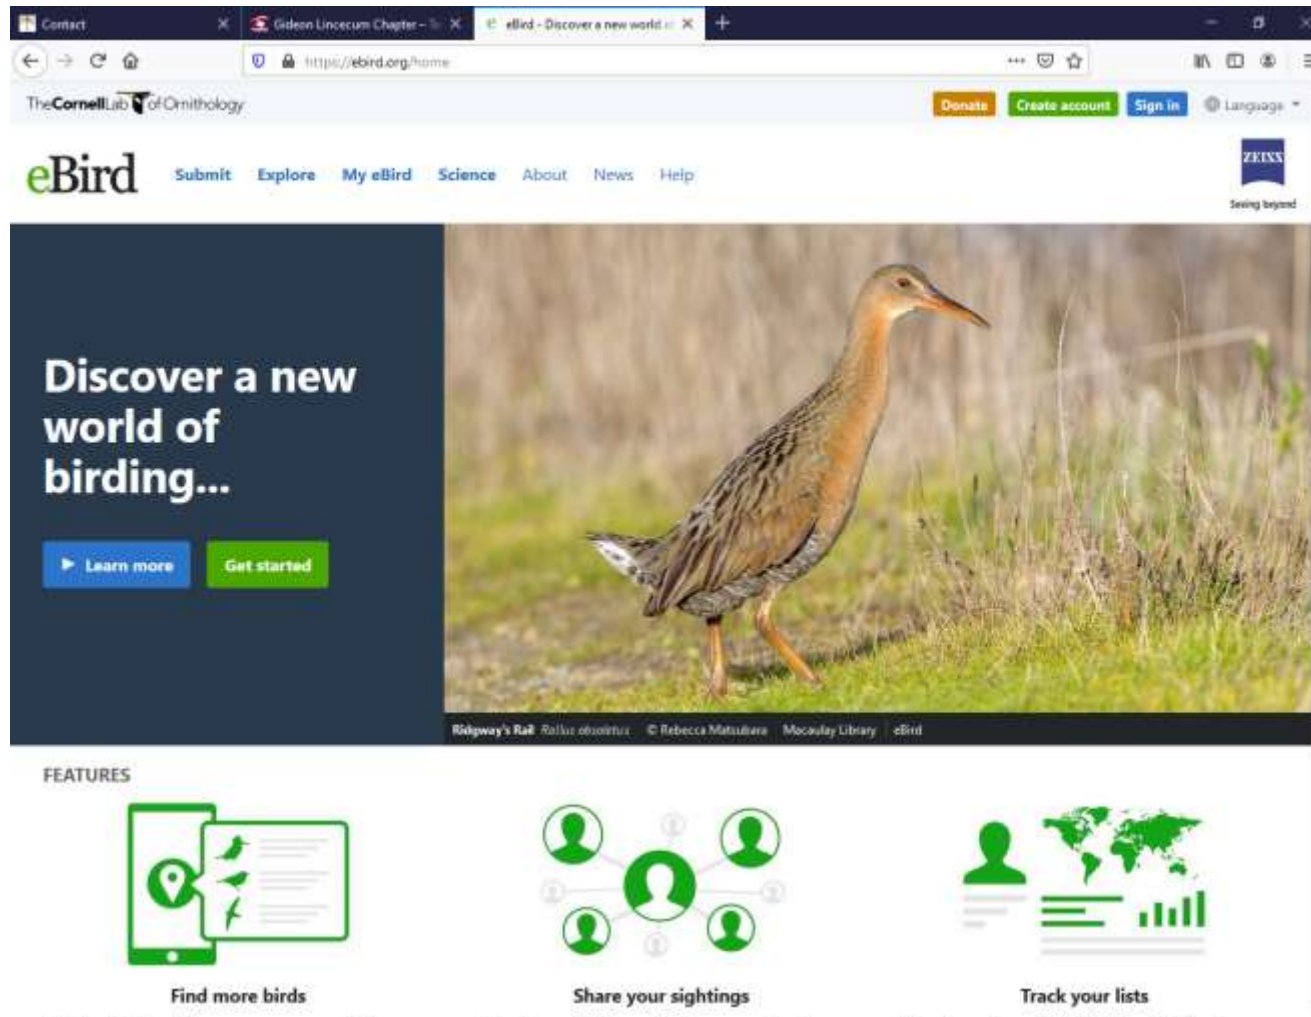 Contact
Gideon Lincecum Chapter –
eBird - Discover a new world
https://ebird.org/home
TheCornellLab of Ornithology
Donate
Create account
Sign in
Language
eBird
Submit
Explore
My eBird
Science
About
News
Help
ZEISS
Seeing beyond
Discover a new
world of
birding...
Learn more
Get started
Ridgway's Rail Rallus obsoletus © Rebecca Matsubara Macaulay Library eBird
FEATURES
Find more birds
Share your sightings
Track your lists